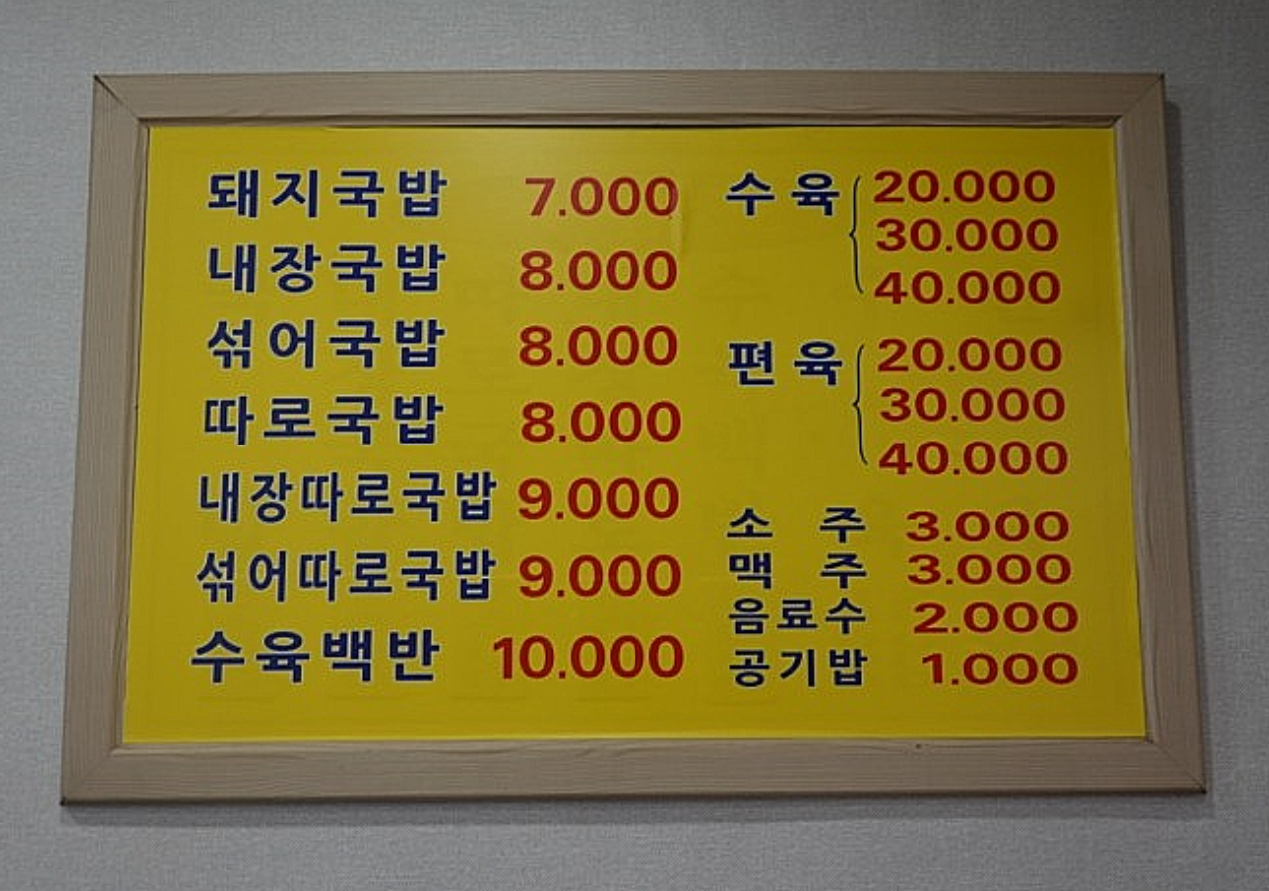 돼지국밥 7.000
내장국밥 8.000
섞어국밥 8.000
따로국밥 8.000
내장따로국밥 9.000
섞어따로국밥 9.000
수육백반 10.000
수육 20.000
30.000
40.000
편육 20.000
30.000
40.000
소주 3.000
맥주 3.000
음료수 2.000
공기밥 1.000